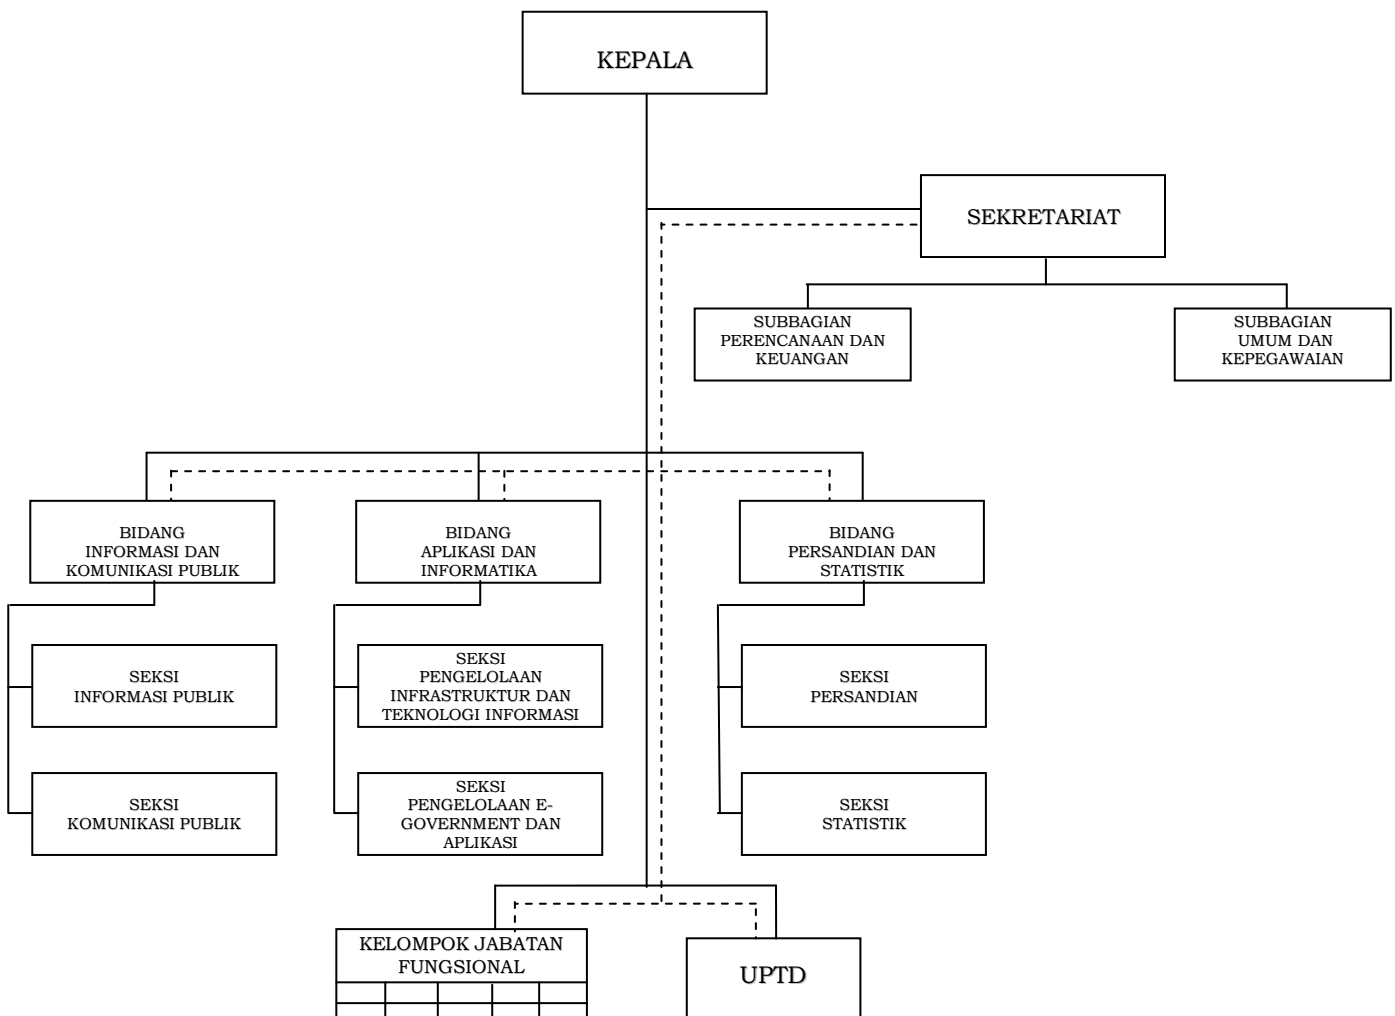 KEPALA
SEKRETARIAT
SUBBAGIAN
PERENCANAAN DAN
KEUANGAN
SUBBAGIAN
UMUM DAN
KEPEGAWAIAN
BIDANG
INFORMASI DAN
KOMUNIKASI PUBLIK
BIDANG
APLIKASI DAN
INFORMATIKA
BIDANG
PERSANDIAN DAN
STATISTIK
SEKSI
INFORMASI PUBLIK
SEKSI
PENGELOLAAN
INFRASTRUKTUR DAN
TEKNOLOGI INFORMASI
SEKSI
PERSANDIAN
SEKSI
KOMUNIKASI PUBLIK
SEKSI
PENGELOLAAN E-
GOVERNMENT DAN
APLIKASI
SEKSI
STATISTIK
KELOMPOK JABATAN
FUNGSIONAL
UPTD